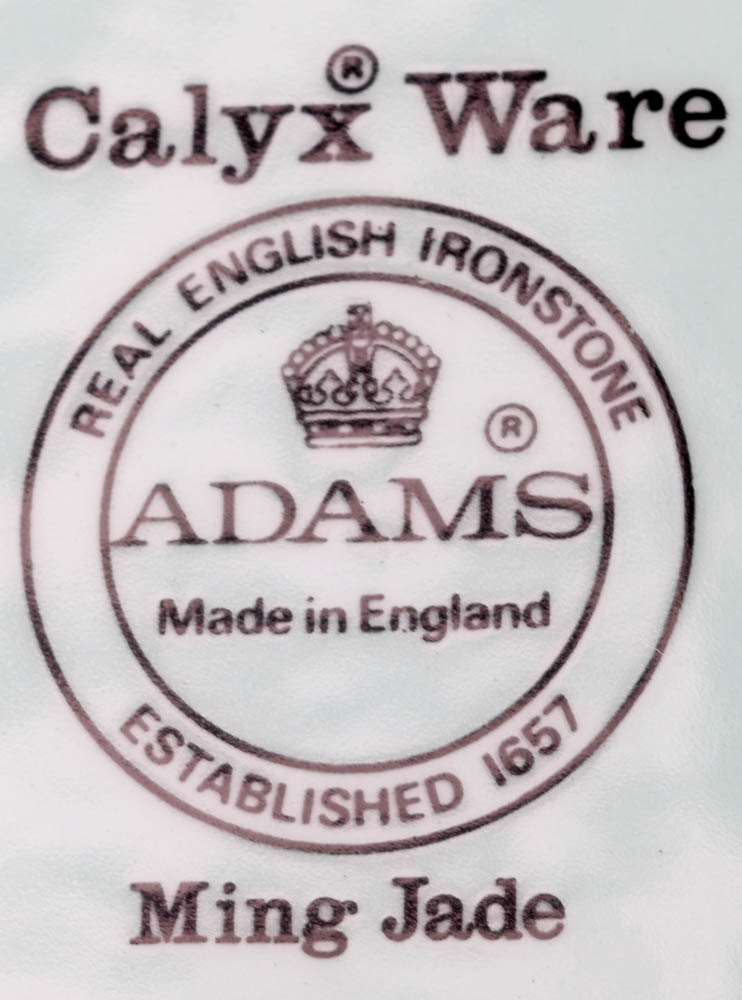 Calyx® Ware
REAL ENGLISH IRONSTONE
®
ADAMS
Made in England
ESTABLISHED 1657
Ming Jade